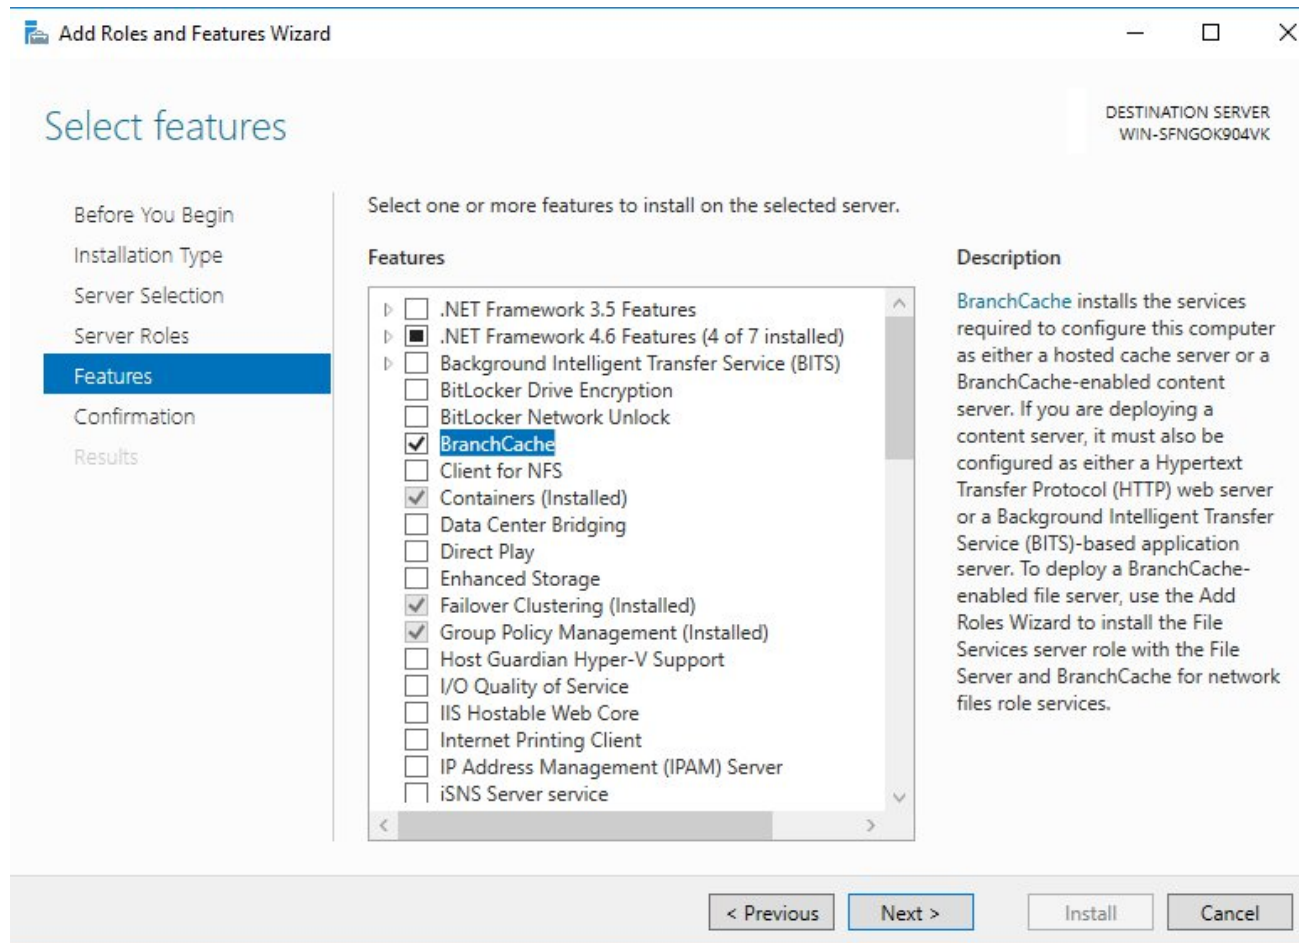 Add Roles and Features Wizard
Select features
DESTINATION SERVER
WIN-SFNGOK904VK
Before You Begin
Installation Type
Server Selection
Server Roles
Features
Confirmation
Results
Select one or more features to install on the selected server.
Features
.NET Framework 3.5 Features
.NET Framework 4.6 Features (4 of 7 installed)
Background Intelligent Transfer Service (BITS)
BitLocker Drive Encryption
BitLocker Network Unlock
BranchCache
Client for NFS
Containers (Installed)
Data Center Bridging
Direct Play
Enhanced Storage
Failover Clustering (Installed)
Group Policy Management (Installed)
Host Guardian Hyper-V Support
I/O Quality of Service
IIS Hostable Web Core
Internet Printing Client
IP Address Management (IPAM) Server
iSNS Server service
Description
BranchCache installs the services
required to configure this computer
as either a hosted cache server or a
BranchCache-enabled content
server. If you are deploying a
content server, it must also be
configured as either a Hypertext
Transfer Protocol (HTTP) web server
or a Background Intelligent Transfer
Service (BITS)-based application
server. To deploy a BranchCache-
enabled file server, use the Add
Roles Wizard to install the File
Services server role with the File
Server and BranchCache for network
files role services.
< Previous
Next >
Install
Cancel